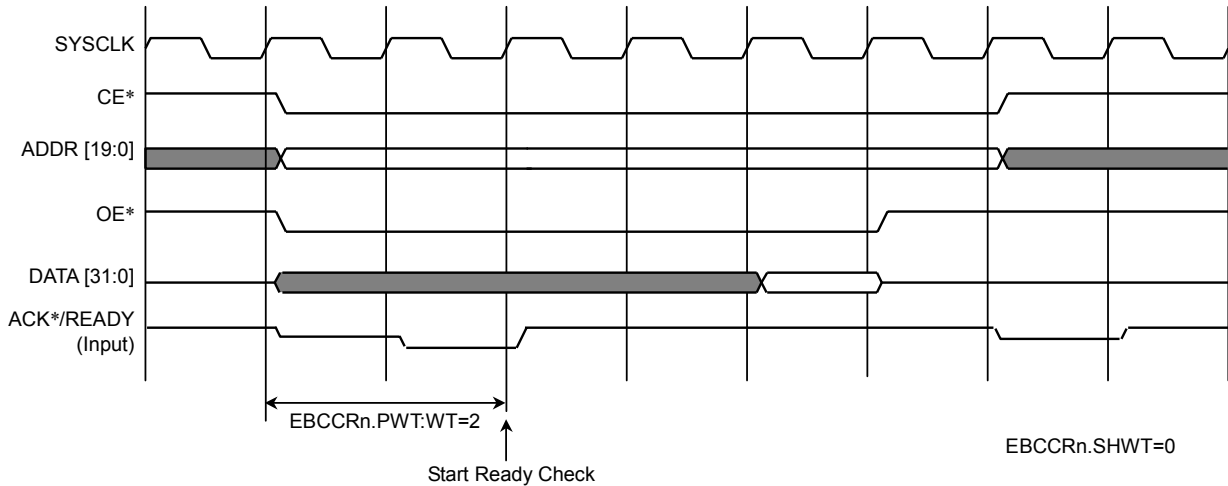 SYSCLK
CE*
ADDR [19:0]
OE*
DATA [31:0]
ACK*/READY
(Input)
EBCCRn.PWT:WT=2
EBCCRn.SHWT=0
Start Ready Check